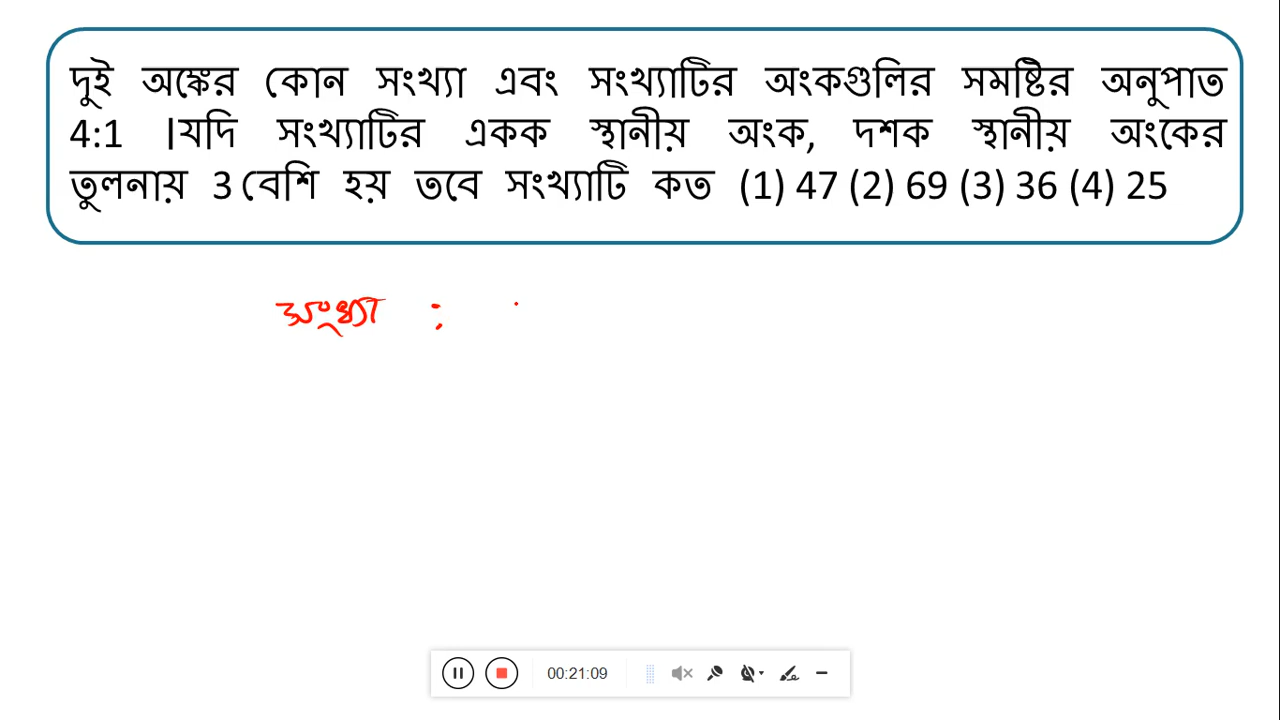 দুই অঙ্কের কোন সংখ্যা এবং সংখ্যাটির অংকগুলির সমষ্টির অনুপাত
4:1 ।যদি সংখ্যাটির একক স্থানীয় অংক, দশক স্থানীয় অংকের
তুলনায় 3 বেশি হয় তবে সংখ্যাটি কত (1) 47 (2) 69 (3) 36 (4) 25
সংখ্যা :
00:21:09